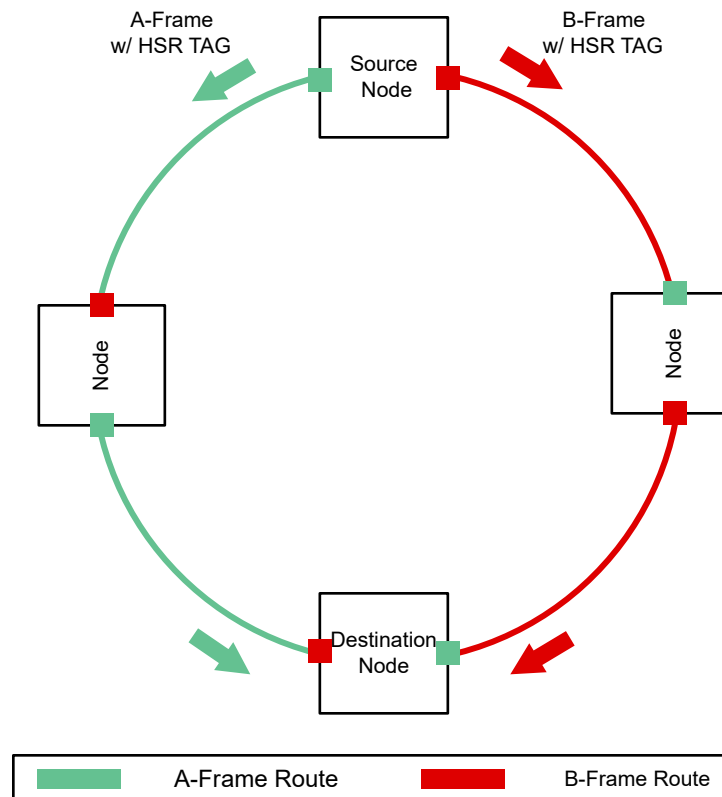 A-Frame
w/ HSR TAG
B-Frame
w/ HSR TAG
Source
Node
Node
Node
Destination
Node
A-Frame Route
B-Frame Route